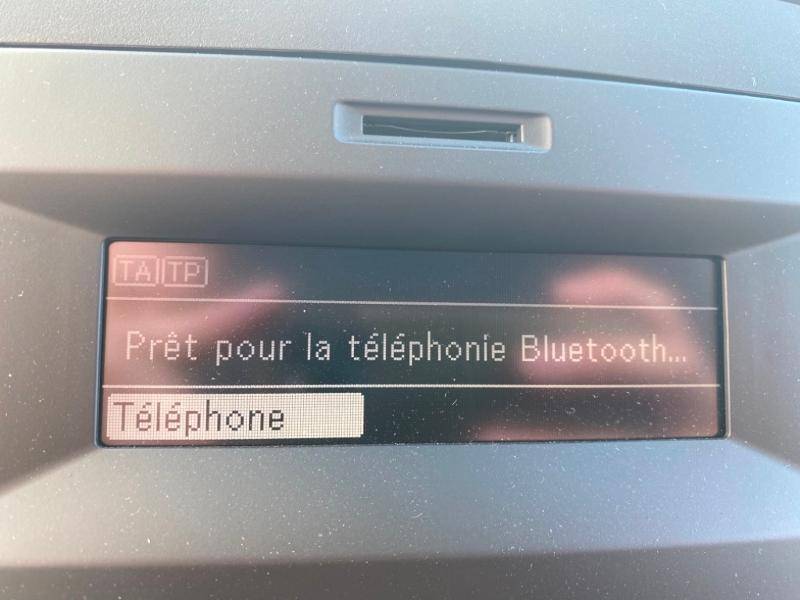 TA TP
Prêt pour la téléphonie Bluetooth...
Téléphone